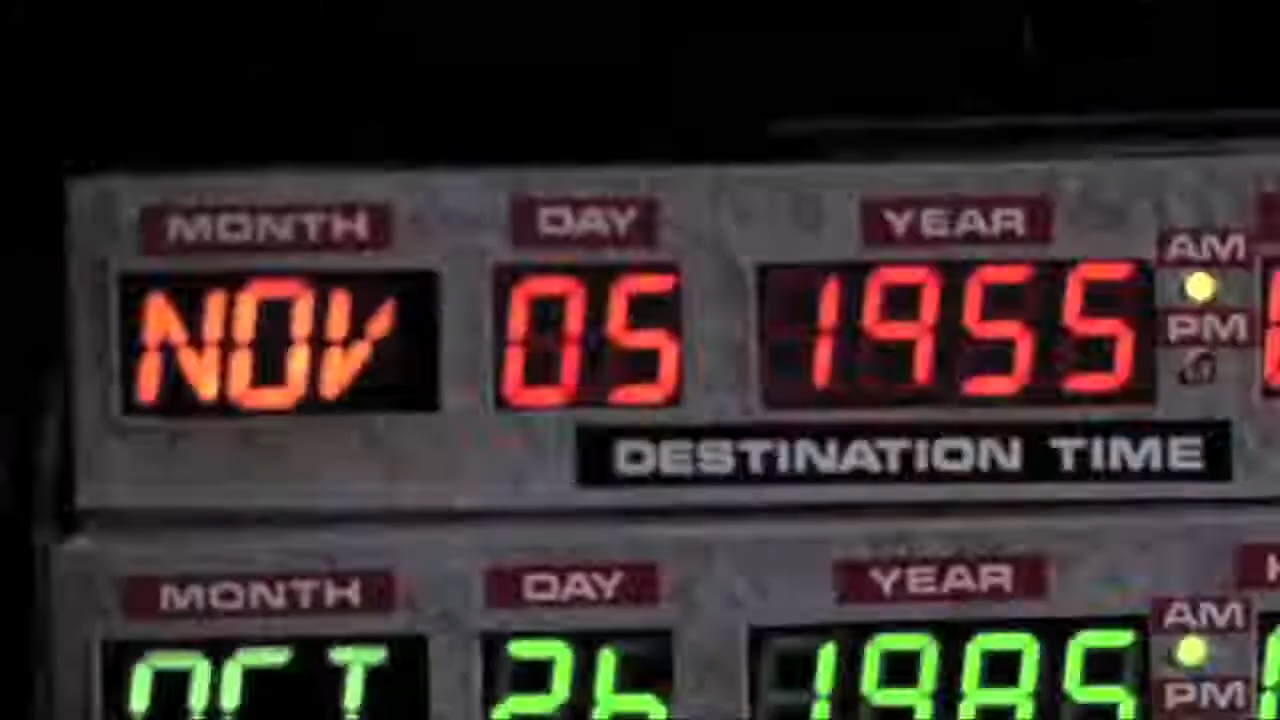 MONTH DAY YEAR AM
NOV 05 1955 PM
DESTINATION TIME
MONTH DAY YEAR AM
OCT 26 1985 PM